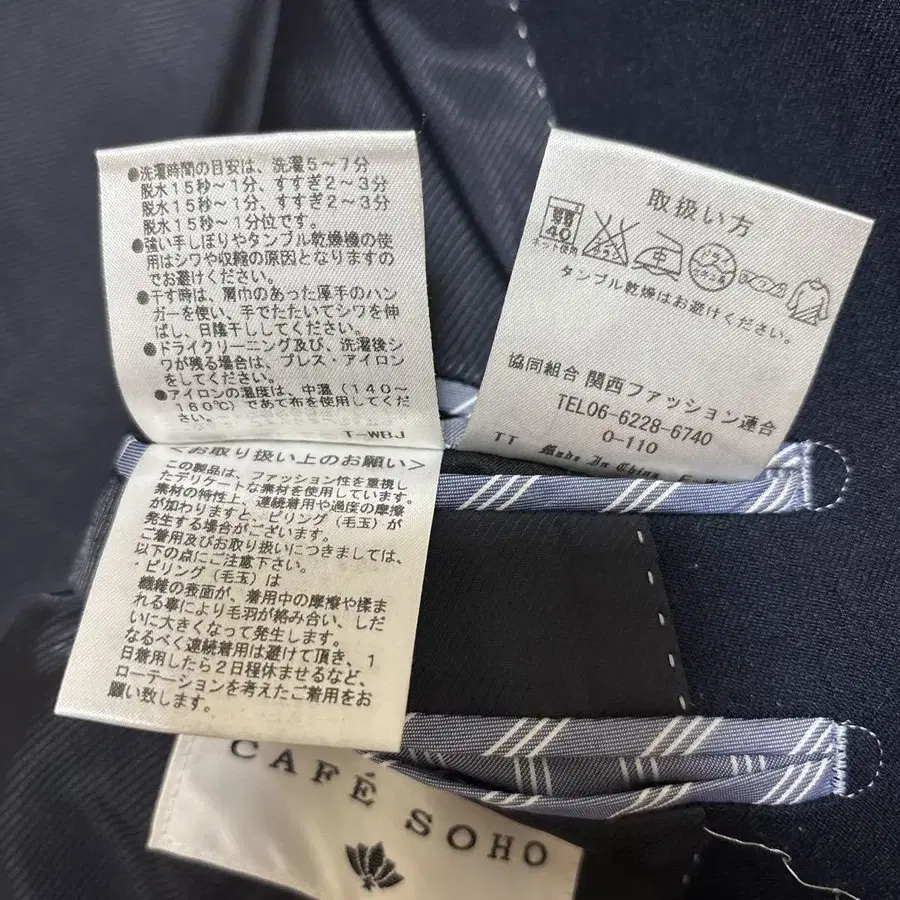 ●洗濯時間の目安は、洗濯5～7分
脱水15秒～1分、すすぎ2～3分
脱水15秒～1分、すすぎ2～3分
脱水15秒～1分位です。
●強い手しぼりやタンブル乾燥機の使
用はシワや収縮の原因となりますの
でお避けください。
●干す時は、肩巾のあった厚手のハン
ガーを使い、手でたたいてシワを伸
ばし、日陰干ししてください。
●ドライクリーニング及び、洗濯後シ
ワが残る場合は、プレス・アイロン
をしてください。
●アイロンの温度は、中温（140～
160℃）であて布を使用してくだ
さい。
T-WBJ
＜お取り扱い上のお願い＞
この製品は、ファッション性を重視し
たデリケートな素材を使用しています。
素材の特性上、連続着用や過度の摩擦
が加わりますと、ピリング（毛玉）が
発生する場合がございます。
ご着用及びお取り扱いにつきましては、
以下の点にご注意下さい。
・ピリング（毛玉）は
繊維の表面が、着用中の摩擦や揉ま
れる事により毛羽が絡み合い、しだ
いに大きくなって発生します。
なるべく連続着用は避けて頂き、1
日着用したら2日程休ませるなど、
ローテーションを考えたご着用をお
願い致します。
取扱い方
40
ネット使用
エンソ
中
ドライ
タンブル乾燥はお避けください。
協同組合 関西ファッション連合
TEL06-6228-6740
O-110
TT Made In China
CAFÉ SOHO